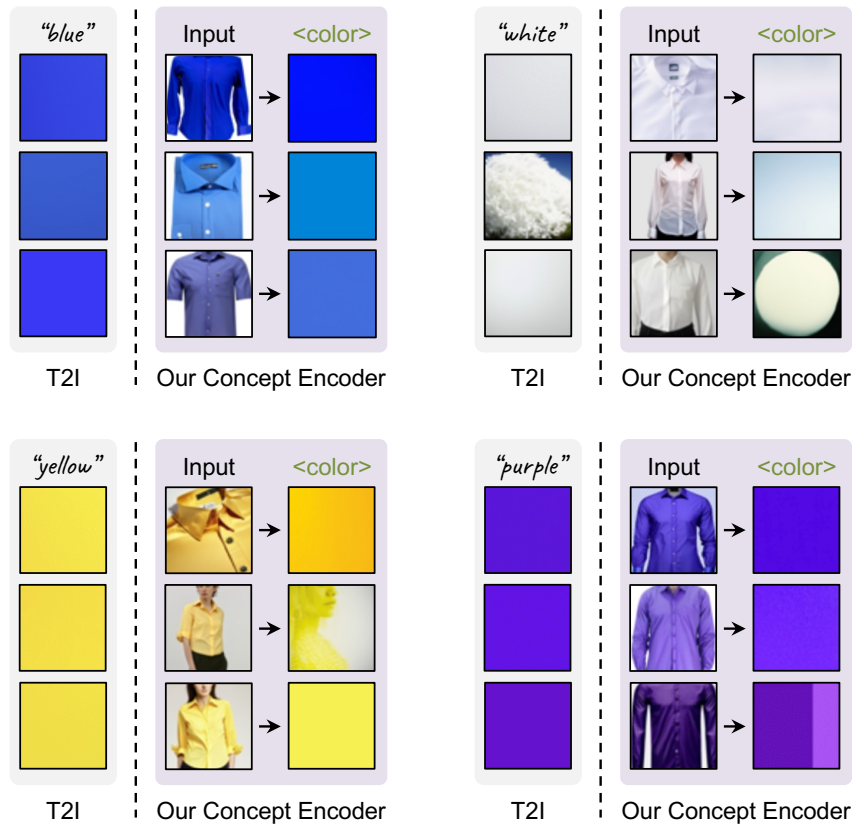 “blue”
Input
<color>
T2I
Our Concept Encoder
“white”
Input
<color>
T2I
Our Concept Encoder
“yellow”
Input
<color>
T2I
Our Concept Encoder
“purple”
Input
<color>
T2I
Our Concept Encoder